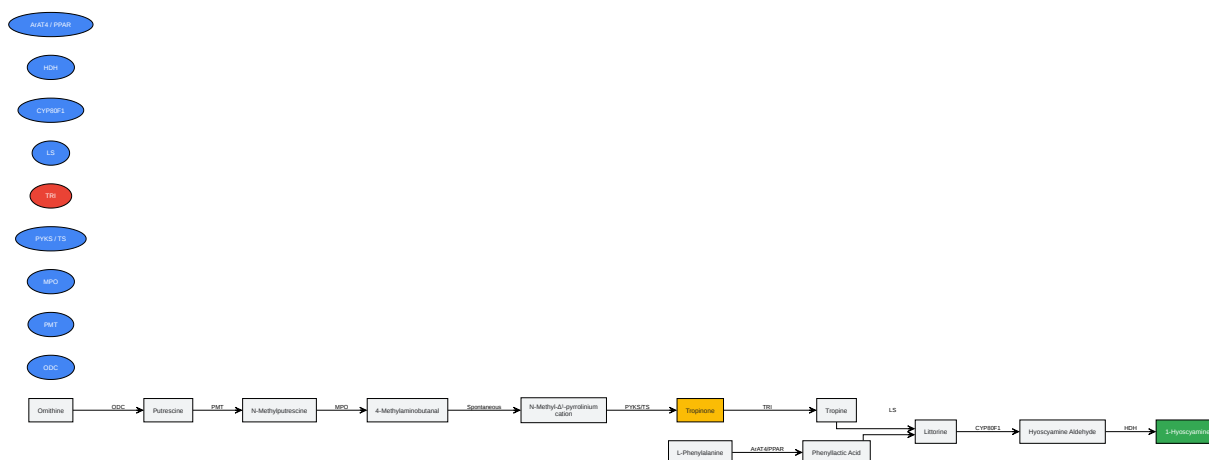 ArAT4 / PPAR
HDH
CYP80F1
LS
TRI
PYKS / TS
MPO
PMT
ODC
Ornithine
ODC
Putrescine
PMT
N-Methylputrescine
MPO
4-Methylaminobutanal
Spontaneous
N-Methyl-Δ¹-pyrrolinium
cation
PYKS/TS
Tropinone
TRI
Tropine
LS
Littorine
CYP80F1
Hyoscyamine Aldehyde
HDH
1-Hyoscyamine
L-Phenylalanine
ArAT4/PPAR
Phenyllactic Acid